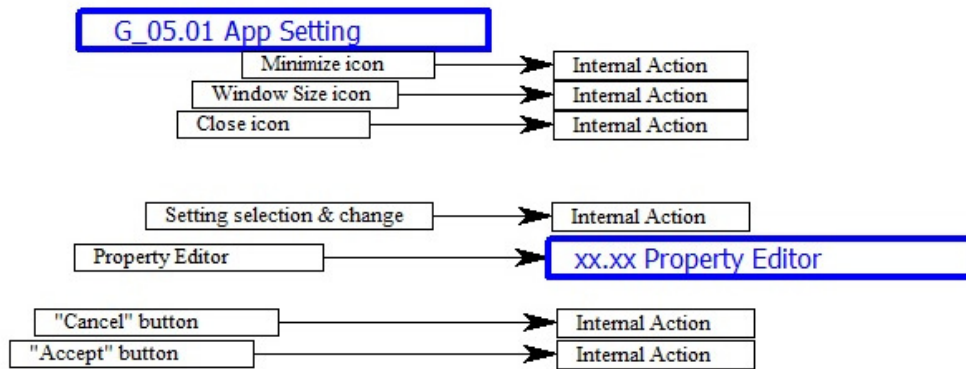 G_05.01 App Setting
Minimize icon Internal Action
Window Size icon Internal Action
Close icon Internal Action
Setting selection & change Internal Action
Property Editor xx.xx Property Editor
"Cancel" button Internal Action
"Accept" button Internal Action